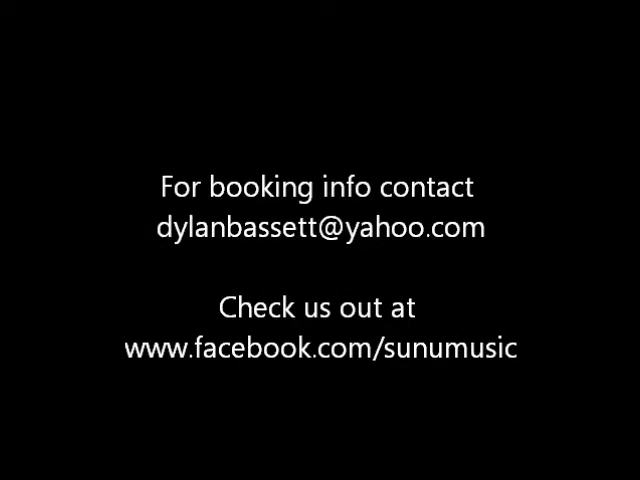 For booking info contact
dylanbassett@yahoo.com
Check us out at
www.facebook.com/sunumusic